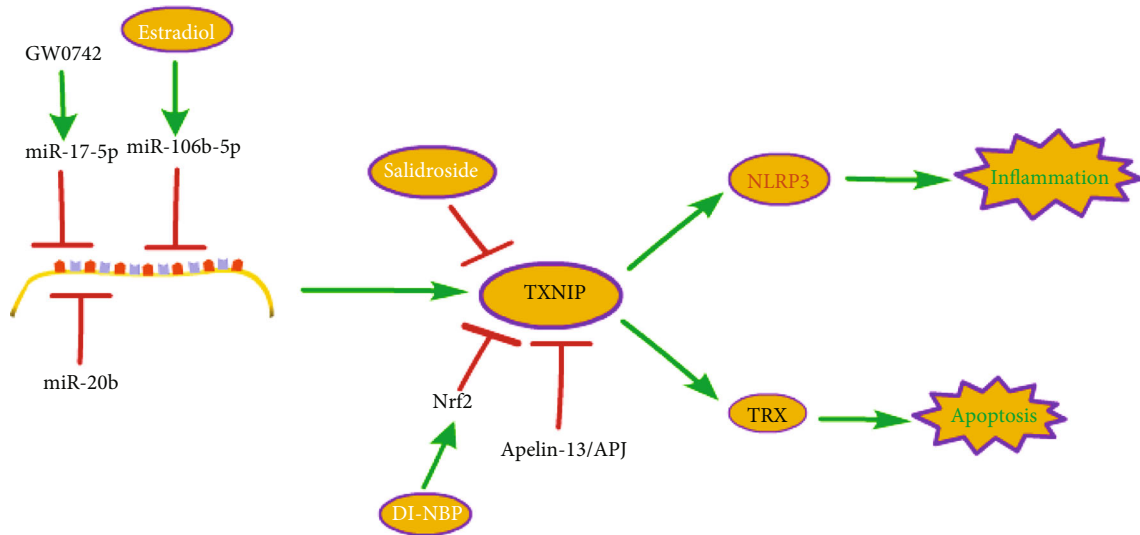 Estradiol
GW0742
miR-17-5p
miR-106b-5p
Salidroside
NLRP3
Inflammation
TXNIP
miR-20b
Nrf2
TRX
Apoptosis
Apelin-13/APJ
DI-NBP